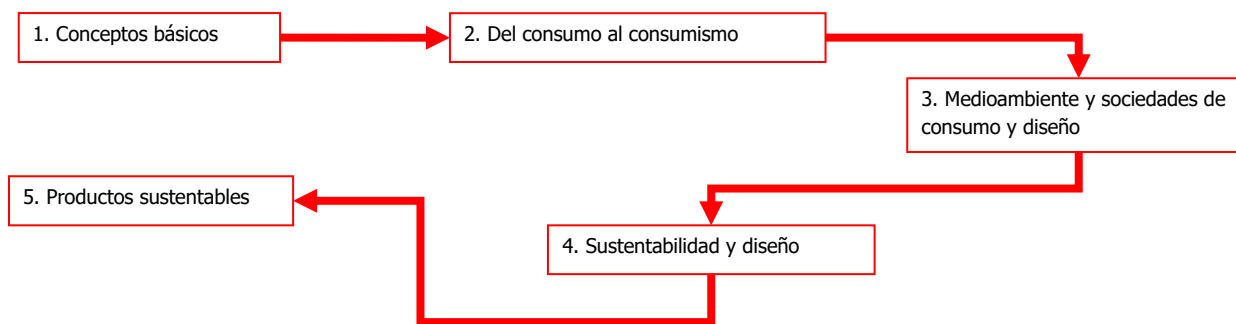 1. Conceptos básicos
2. Del consumo al consumismo
3. Medioambiente y sociedades de
consumo y diseño
4. Sustentabilidad y diseño
5. Productos sustentables